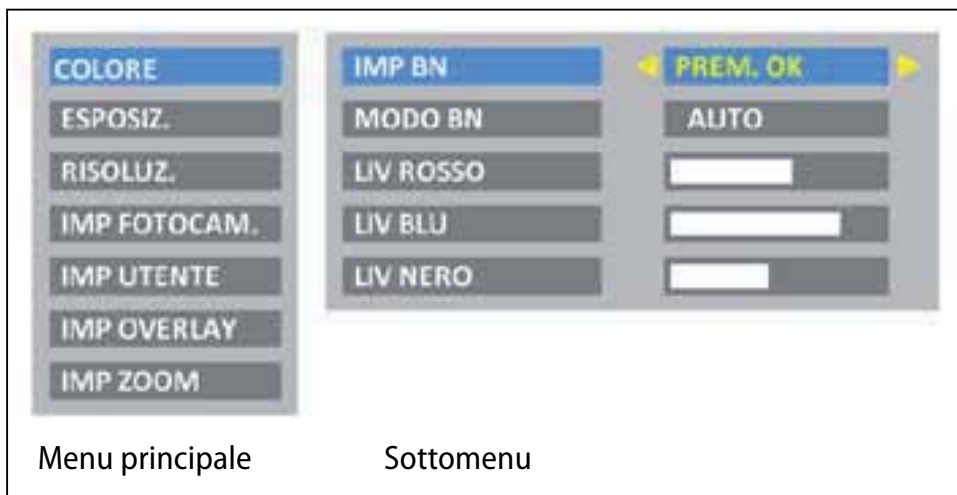 COLORE
ESPOSIZ.
RISOLUZ.
IMP FOTOCAM.
IMP UTENTE
IMP OVERLAY
IMP ZOOM
IMP BN PREM. OK
MODO BN AUTO
LIV ROSSO
LIV BLU
LIV NERO
Menu principale
Sottomenu